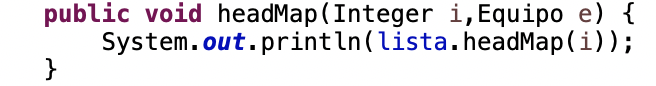 public void headMap(Integer i,Equipo e) {
    System.out.println(lista.headMap(i));
}